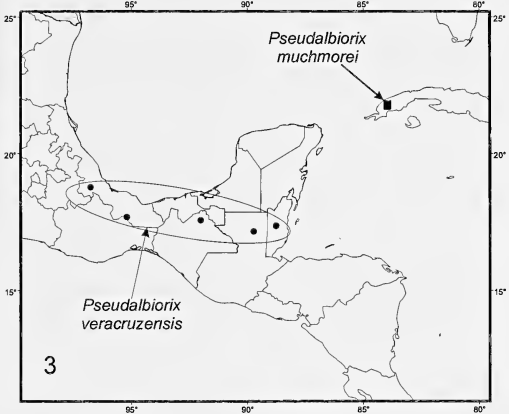 95° 90° 85° 80°
25° 25°
Pseudalbiorix
muchmorei
20° 20°
15° 15°
Pseudalbiorix
veracruzensis
3
95° 90° 85° 80°